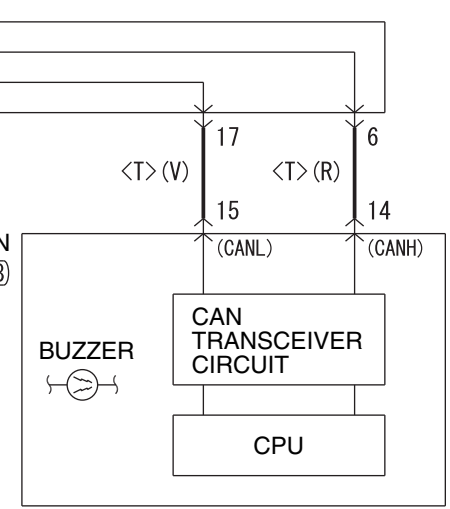 17
6
<T>(V)
<T>(R)
15
14
N
(CANL)
(CANH)
CAN
TRANSCEIVER
CIRCUIT
BUZZER
CPU